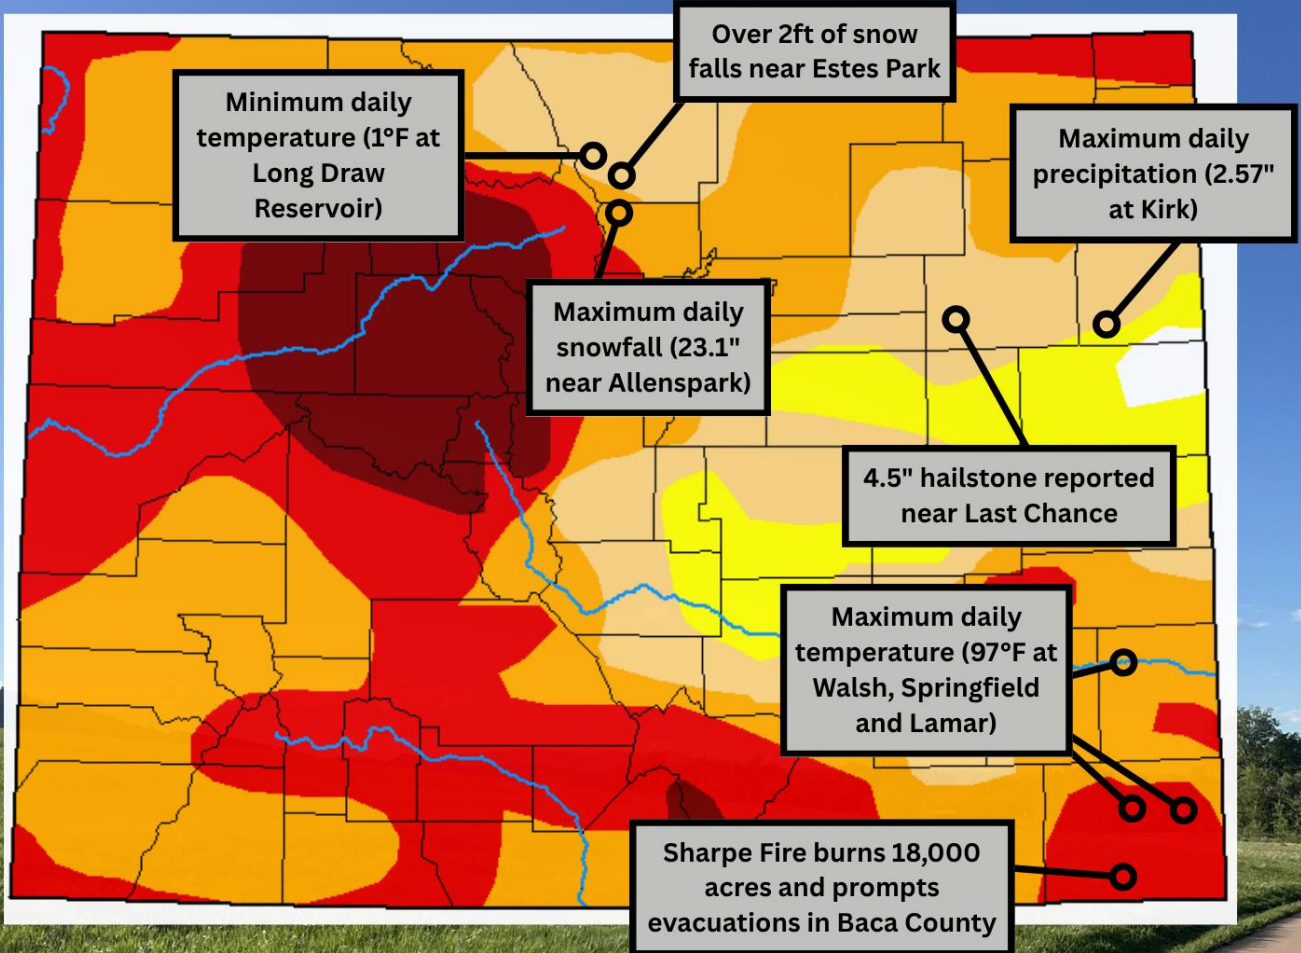 Over 2ft of snow
falls near Estes Park
Minimum daily
temperature (1°F at
Long Draw
Reservoir)
Maximum daily
precipitation (2.57"
at Kirk)
Maximum daily
snowfall (23.1"
near Allenspark)
4.5" hailstone reported
near Last Chance
Maximum daily
temperature (97°F at
Walsh, Springfield
and Lamar)
Sharpe Fire burns 18,000
acres and prompts
evacuations in Baca County